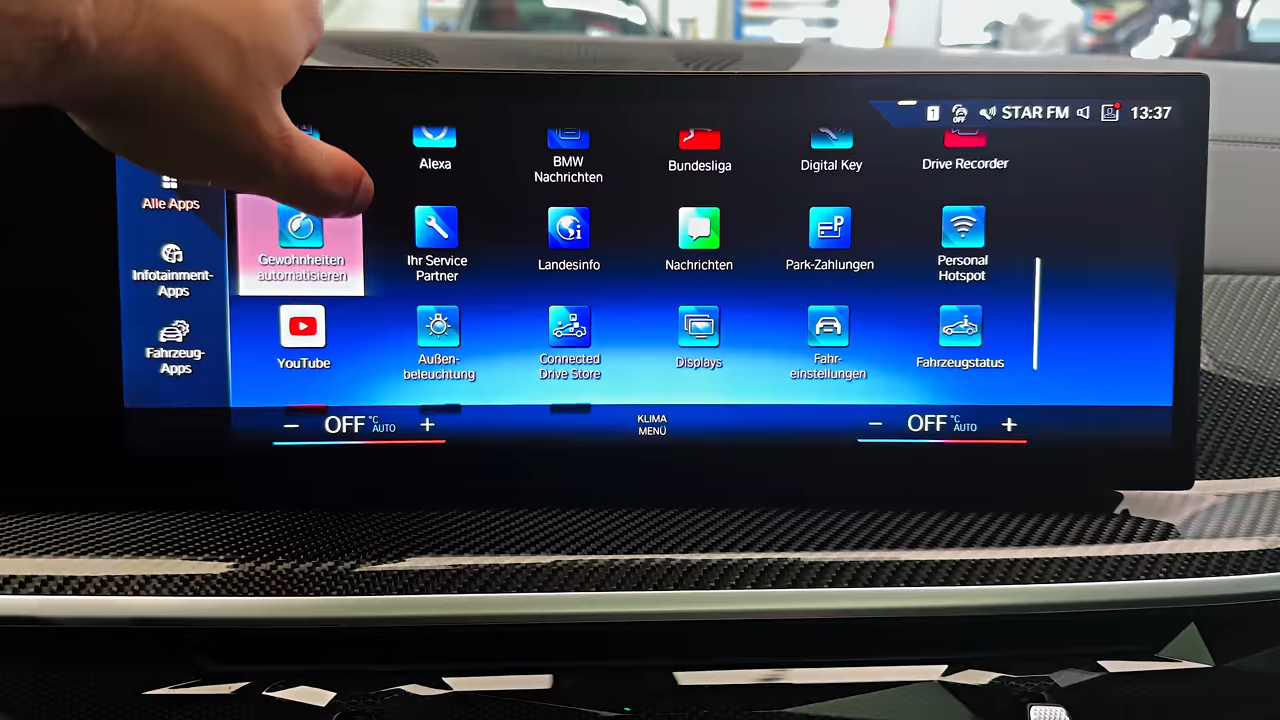 1
OFF
STAR FM
13:37
Alexa
BMW
Nachrichten
Bundesliga
Digital Key
Drive Recorder
Alle Apps
Infotainment-
Apps
Fahrzeug-
Apps
Gewohnheiten
automatisieren
Ihr Service
Partner
Landesinfo
Nachrichten
Park-Zahlungen
Personal
Hotspot
YouTube
Außen-
beleuchtung
Connected
Drive Store
Displays
Fahr-
einstellungen
Fahrzeugstatus
− OFF °C AUTO +
KLIMA
MENÜ
− OFF °C AUTO +